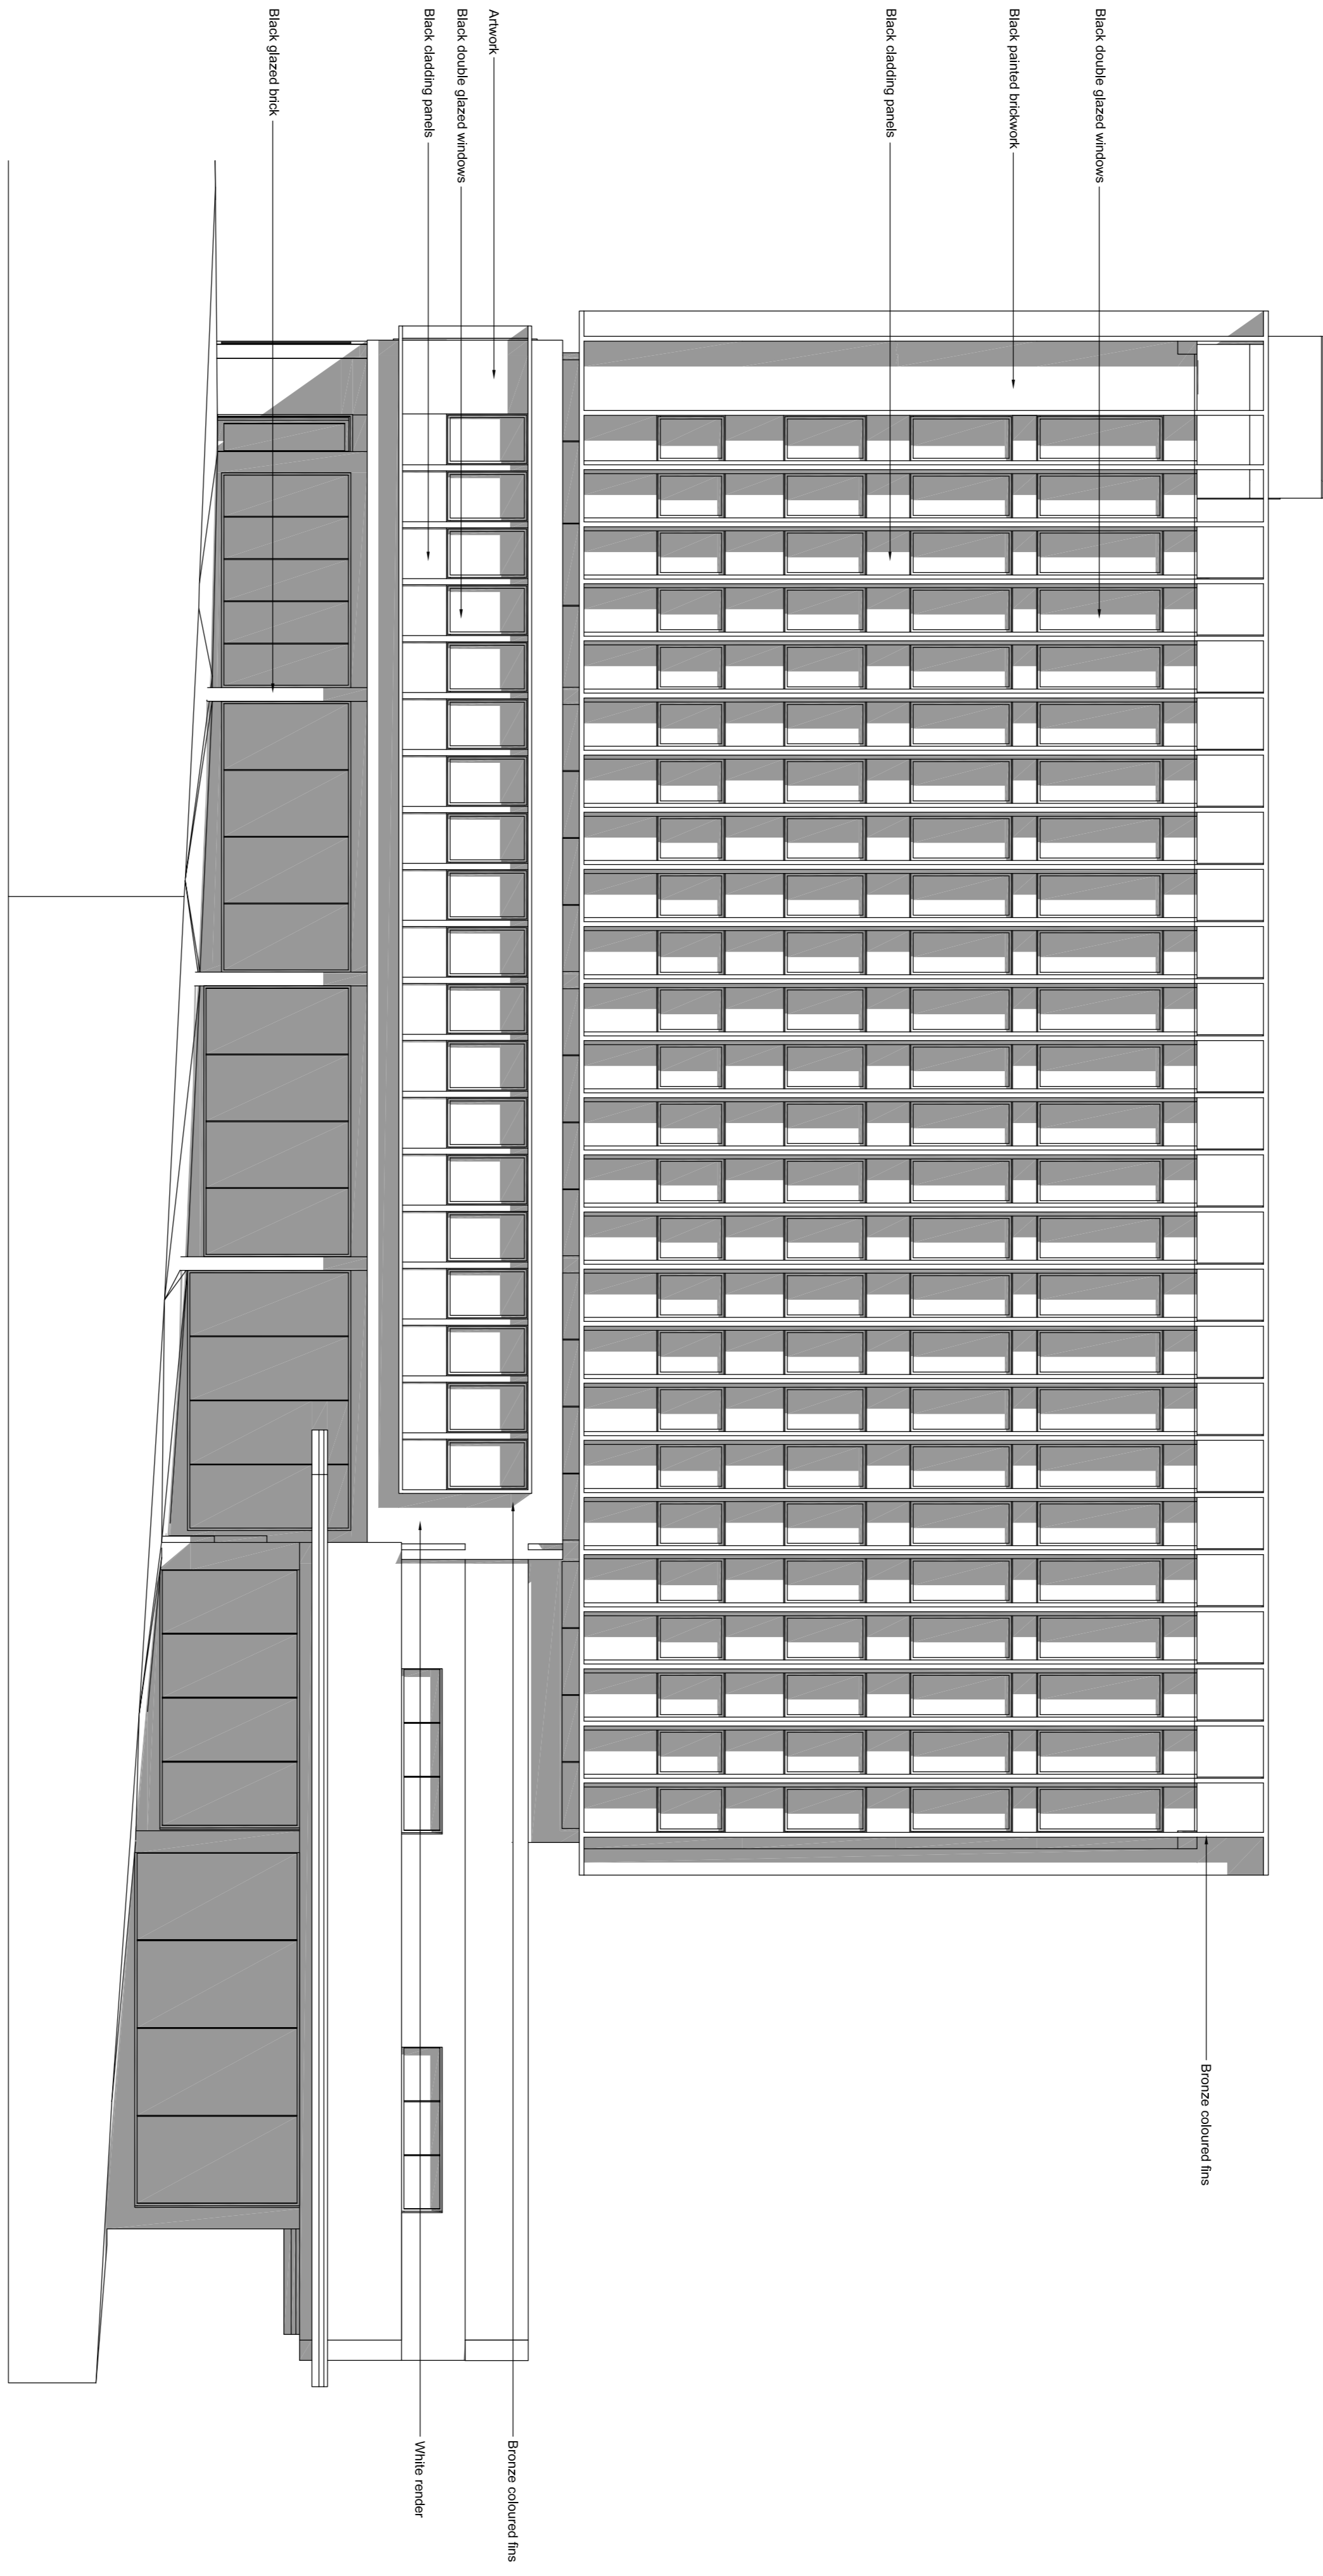 Black double glazed windows
Black painted brickwork
Black cladding panels
Artwork
Black double glazed windows
Black cladding panels
Black glazed brick
Bronze coloured fins
Bronze coloured fins
White render